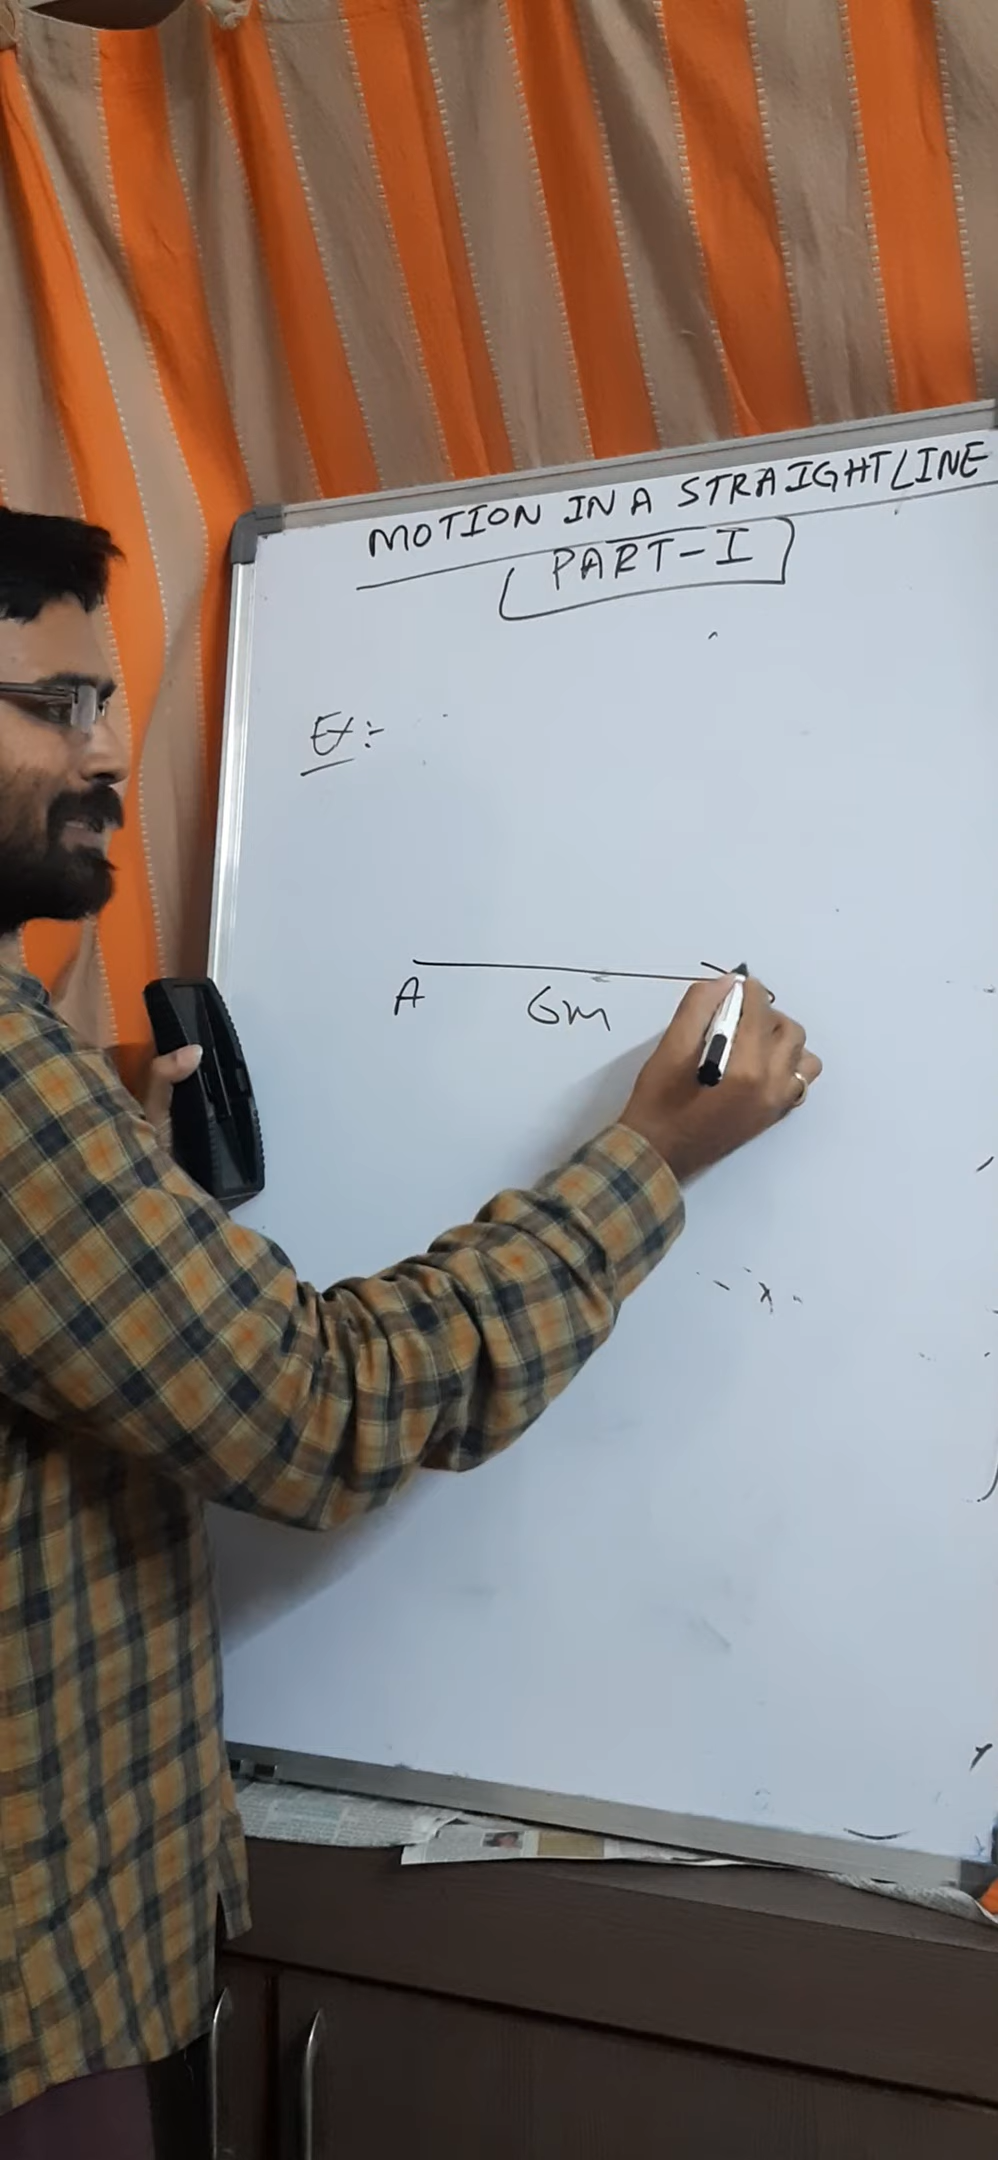 MOTION IN A STRAIGHT LINE
PART-I
Ex:-
A 6m